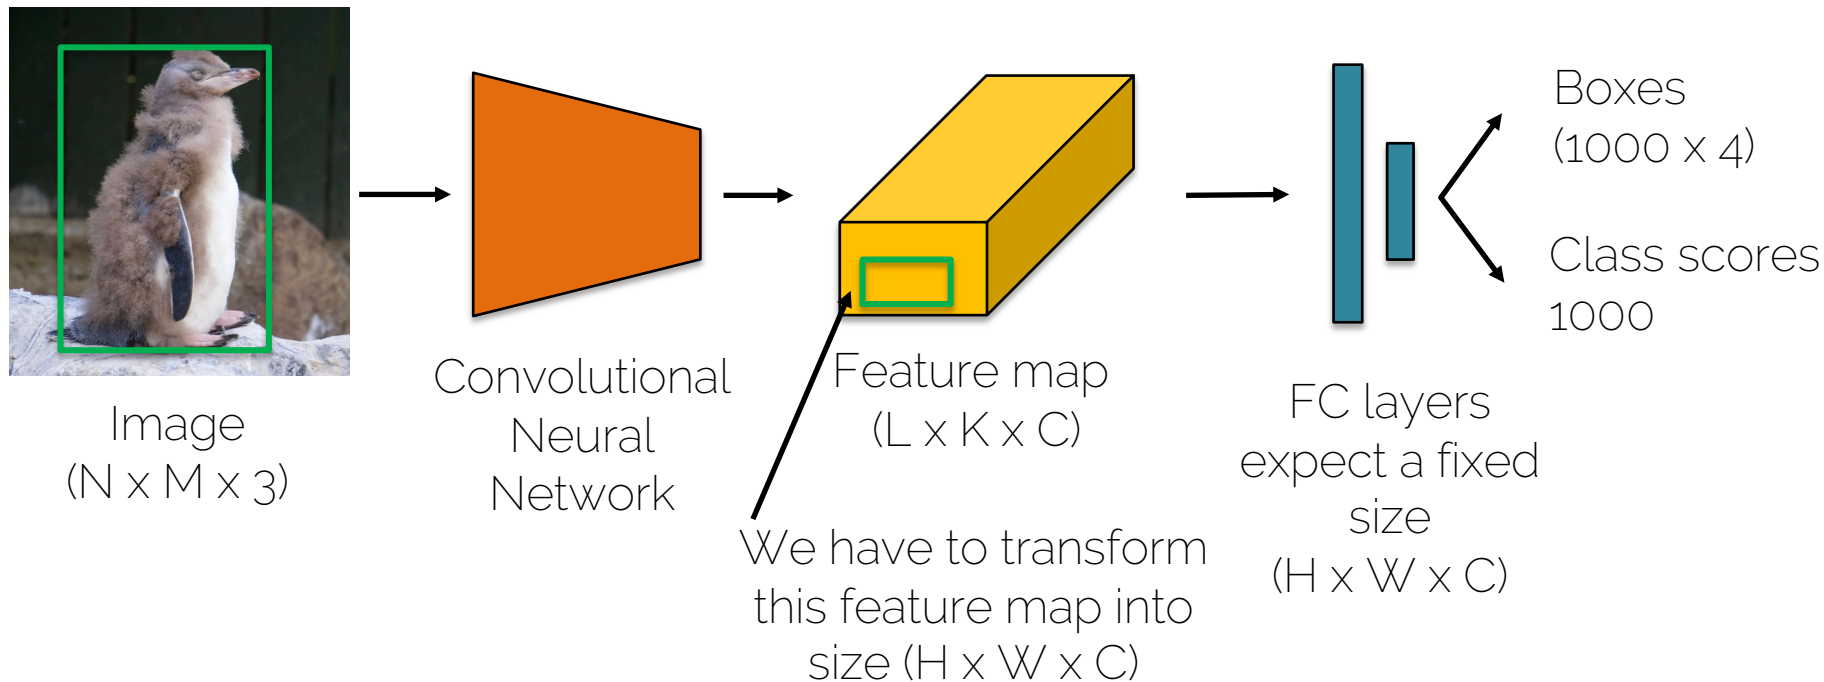 Image
(N x M x 3)
Convolutional
Neural
Network
Feature map
(L x K x C)
We have to transform
this feature map into
size (H x W x C)
FC layers
expect a fixed
size
(H x W x C)
Boxes
(1000 x 4)
Class scores
1000